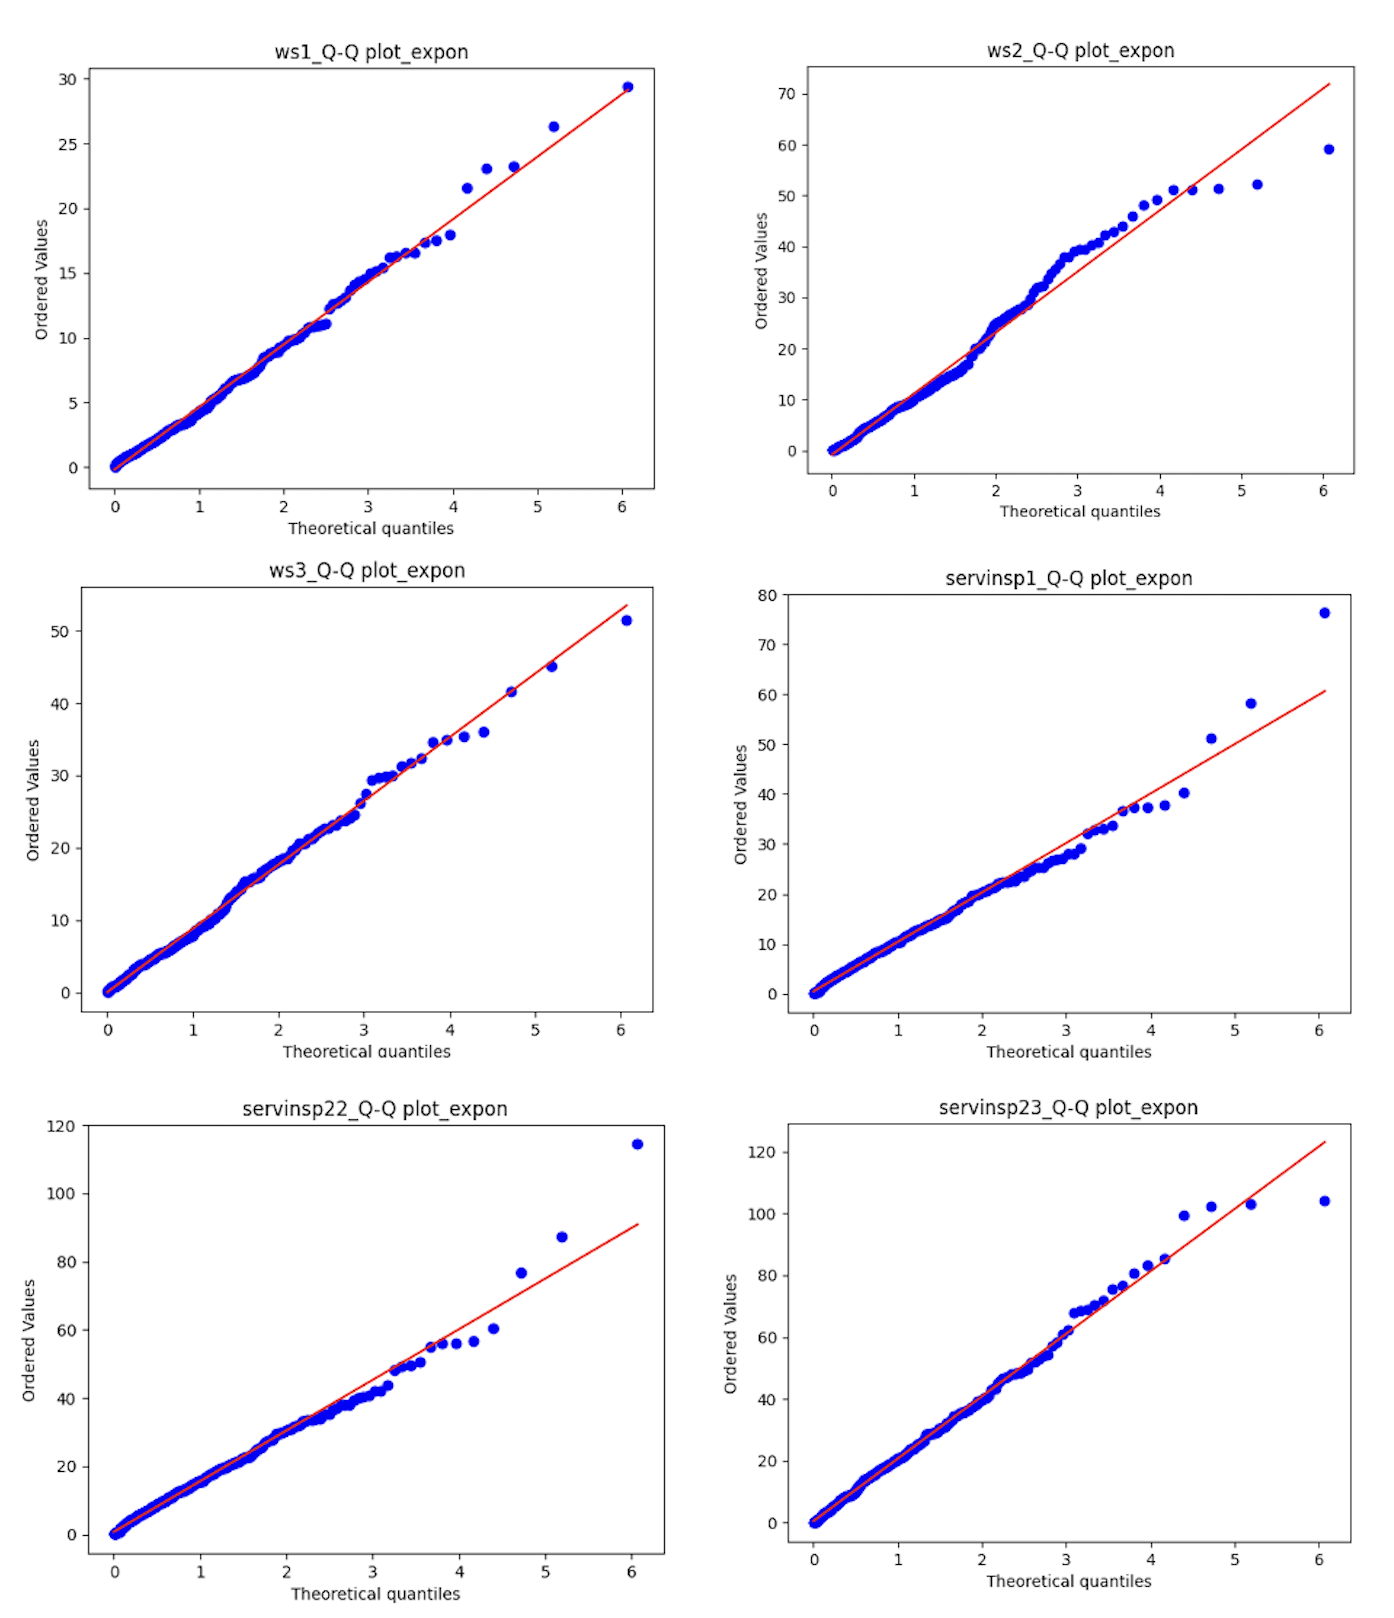 ws1_Q-Q plot_expon
30
25
20
15
10
5
0
Ordered Values
0 1 2 3 4 5 6
Theoretical quantiles
ws2_Q-Q plot_expon
70
60
50
40
30
20
10
0
Ordered Values
0 1 2 3 4 5 6
Theoretical quantiles
ws3_Q-Q plot_expon
50
40
30
20
10
0
Ordered Values
0 1 2 3 4 5 6
Theoretical quantiles
servinsp1_Q-Q plot_expon
80
70
60
50
40
30
20
10
0
Ordered Values
0 1 2 3 4 5 6
Theoretical quantiles
servinsp22_Q-Q plot_expon
120
100
80
60
40
20
0
Ordered Values
0 1 2 3 4 5 6
Theoretical quantiles
servinsp23_Q-Q plot_expon
120
100
80
60
40
20
0
Ordered Values
0 1 2 3 4 5 6
Theoretical quantiles